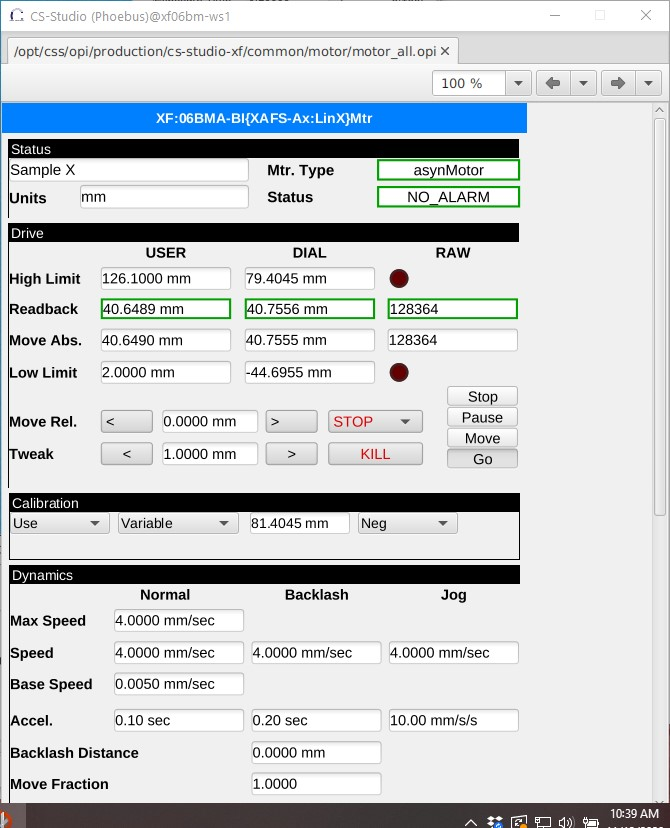 CS-Studio (Phoebus)@xf06bm-ws1
/opt/css/opi/production/cs-studio-xf/common/motor/motor_all.opi
100 %
XF:06BMA-BI{XAFS-Ax:LinX}Mtr
Status
Sample X Mtr. Type asynMotor
Units mm Status NO_ALARM
Drive
USER DIAL RAW
High Limit 126.1000 mm 79.4045 mm
Readback 40.6489 mm 40.7556 mm 128364
Move Abs. 40.6490 mm 40.7555 mm 128364
Low Limit 2.0000 mm -44.6955 mm
Stop
Pause
Move
Go
Move Rel. < 0.0000 mm > STOP
Tweak < 1.0000 mm > KILL
Calibration
Use Variable 81.4045 mm Neg
Dynamics
Normal Backlash Jog
Max Speed 4.0000 mm/sec
Speed 4.0000 mm/sec 4.0000 mm/sec 4.0000 mm/sec
Base Speed 0.0050 mm/sec
Accel. 0.10 sec 0.20 sec 10.00 mm/s/s
Backlash Distance 0.0000 mm
Move Fraction 1.0000
10:39 AM